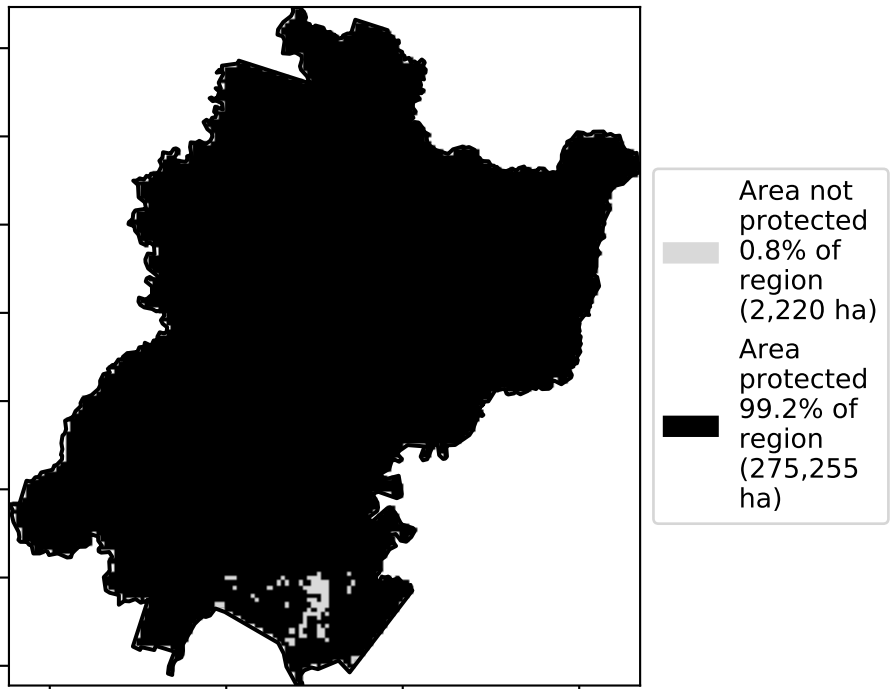 Area not
protected
0.8% of
region
(2,220 ha)
Area
protected
99.2% of
region
(275,255
ha)